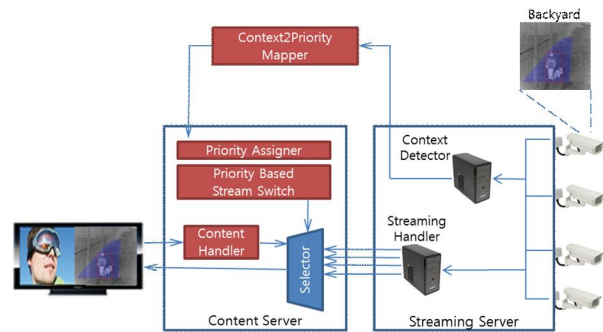 Backyard
Context2Priority
Mapper
Priority Assigner
Priority Based
Stream Switch
Context
Detector
Content
Handler
Selector
Streaming
Handler
Content Server
Streaming Server